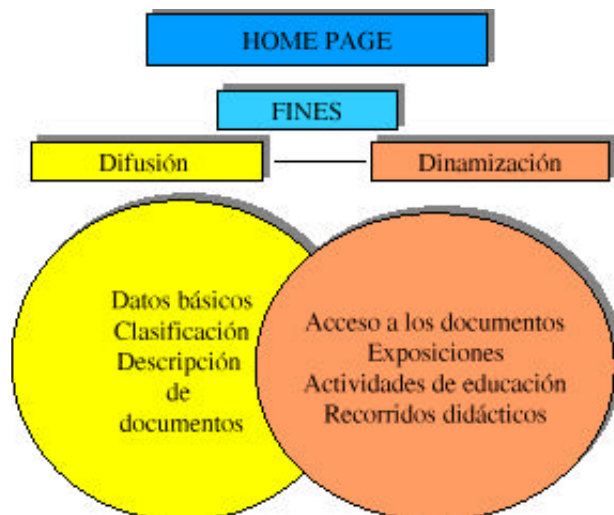 HOME PAGE
FINES
Difusión
Dinamización
Datos básicos
Clasificación
Descripción
de
documentos
Acceso a los documentos
Exposiciones
Actividades de educación
Recorridos didácticos